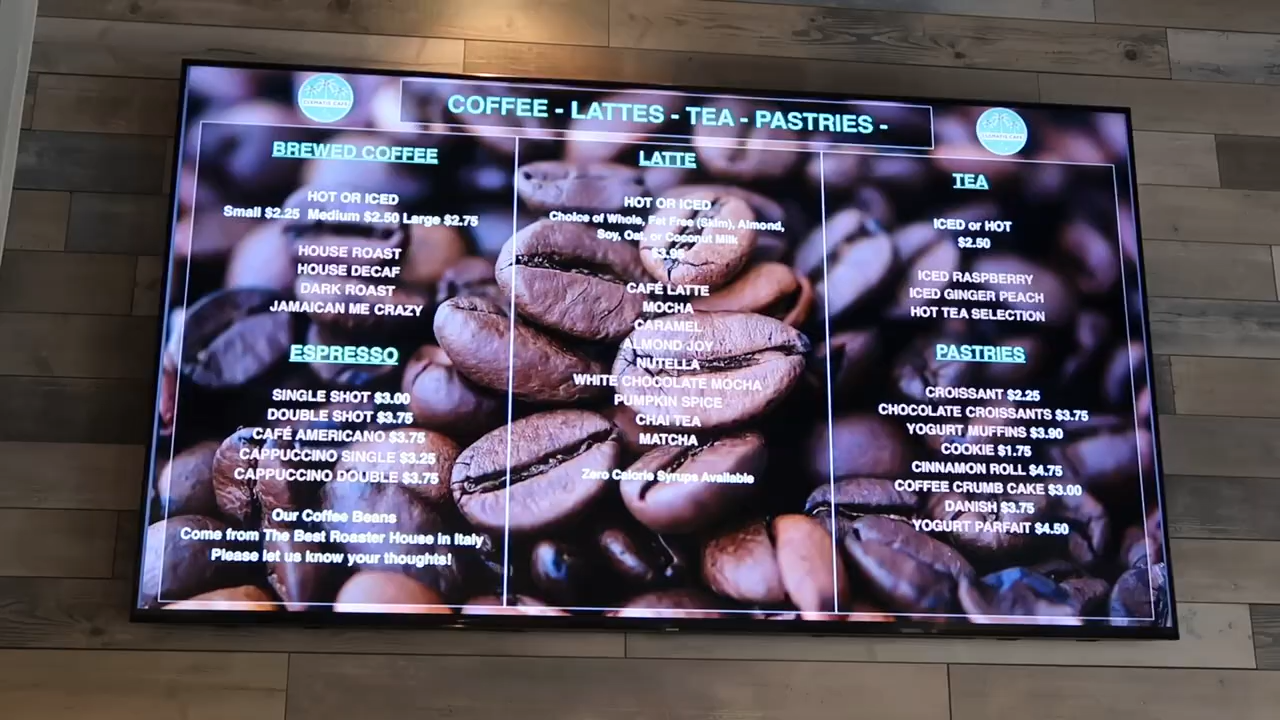 CLEMATIS CAFE
COFFEE - LATTES - TEA - PASTRIES -
CLEMATIS CAFE
BREWED COFFEE
HOT OR ICED
Small $2.25 Medium $2.50 Large $2.75
HOUSE ROAST
HOUSE DECAF
DARK ROAST
JAMAICAN ME CRAZY
ESPRESSO
SINGLE SHOT $3.00
DOUBLE SHOT $3.75
CAFÉ AMERICANO $3.75
CAPPUCCINO SINGLE $3.25
CAPPUCCINO DOUBLE $3.75
Our Coffee Beans
Come from The Best Roaster House in Italy
Please let us know your thoughts!
LATTE
HOT OR ICED
Choice of Whole, Fat Free (Skim), Almond,
Soy, Oat, or Coconut Milk
$3.95
CAFÉ LATTE
MOCHA
CARAMEL
ALMOND JOY
NUTELLA
WHITE CHOCOLATE MOCHA
PUMPKIN SPICE
CHAI TEA
MATCHA
Zero Calorie Syrups Available
TEA
ICED or HOT
$2.50
ICED RASPBERRY
ICED GINGER PEACH
HOT TEA SELECTION
PASTRIES
CROISSANT $2.25
CHOCOLATE CROISSANTS $3.75
YOGURT MUFFINS $3.90
COOKIE $1.75
CINNAMON ROLL $4.75
COFFEE CRUMB CAKE $3.00
DANISH $3.75
YOGURT PARFAIT $4.50